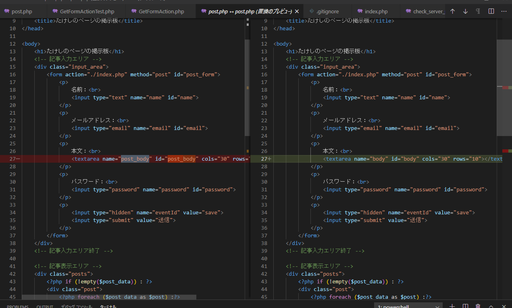 post.php
GetFormActionTest.php
GetFormAction.php
post.php ↔ post.php (置換のプレビュー)
.gitignore
index.php
check_server_
9 <title>たけしのページの掲示板</title>
10 </head>
11
12 <body>
13 <h1>たけしのページの掲示板</h1>
14 <!-- 記事入力エリア -->
15 <div class="input_area">
16 <form action="./index.php" method="post" id="post_form">
17 <p>
18 名前：<br>
19 <input type="text" name="name" id="name">
20 </p>
21 <p>
22 メールアドレス：<br>
23 <input type="email" name="email" id="email">
24 </p>
25 <p>
26 本文：<br>
27 <textarea name="post_body" id="post_body" cols="30" rows=
28 </p>
29 <p>
30 パスワード：<br>
31 <input type="password" name="password" id="password">
32 </p>
33 <p>
34 <input type="hidden" name="eventId" value="save">
35 <input type="submit" value="送信">
36 </p>
37 </form>
38 </div>
39 <!-- 記事入力エリア終了 -->
40
41 <!-- 記事表示エリア -->
42 <div class="posts">
43 <?php if (!empty($post_data)) : ?>
44 <div class="post">
45 <?php foreach ($post_data as $post) :?>
9 <title>たけしのページの掲示板</title>
10 </head>
11
12 <body>
13 <h1>たけしのページの掲示板</h1>
14 <!-- 記事入力エリア -->
15 <div class="input_area">
16 <form action="./index.php" method="post" id="post_form">
17 <p>
18 名前：<br>
19 <input type="text" name="name" id="name">
20 </p>
21 <p>
22 メールアドレス：<br>
23 <input type="email" name="email" id="email">
24 </p>
25 <p>
26 本文：<br>
27+ <textarea name="body" id="body" cols="30" rows="10"></text
28 </p>
29 <p>
30 パスワード：<br>
31 <input type="password" name="password" id="password">
32 </p>
33 <p>
34 <input type="hidden" name="eventId" value="save">
35 <input type="submit" value="送信">
36 </p>
37 </form>
38 </div>
39 <!-- 記事入力エリア終了 -->
40
41 <!-- 記事表示エリア -->
42 <div class="posts">
43 <?php if (!empty($post_data)) : ?>
44 <div class="post">
45 <?php foreach ($post_data as $post) :?>